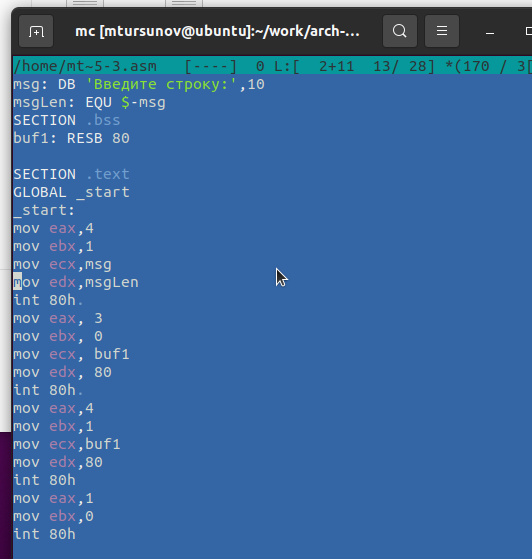 mc [mtursunov@ubuntu]:~/work/arch-...
/home/mt~5-3.asm [----] 0 L:[ 2+11 13/ 28] *(170 / 3[
msg: DB 'Введите строку:',10
msgLen: EQU $-msg
SECTION .bss
buf1: RESB 80
SECTION .text
GLOBAL _start
_start:
mov eax,4
mov ebx,1
mov ecx,msg
mov edx,msgLen
int 80h.
mov eax, 3
mov ebx, 0
mov ecx, buf1
mov edx, 80
int 80h.
mov eax,4
mov ebx,1
mov ecx,buf1
mov edx,80
int 80h
mov eax,1
mov ebx,0
int 80h